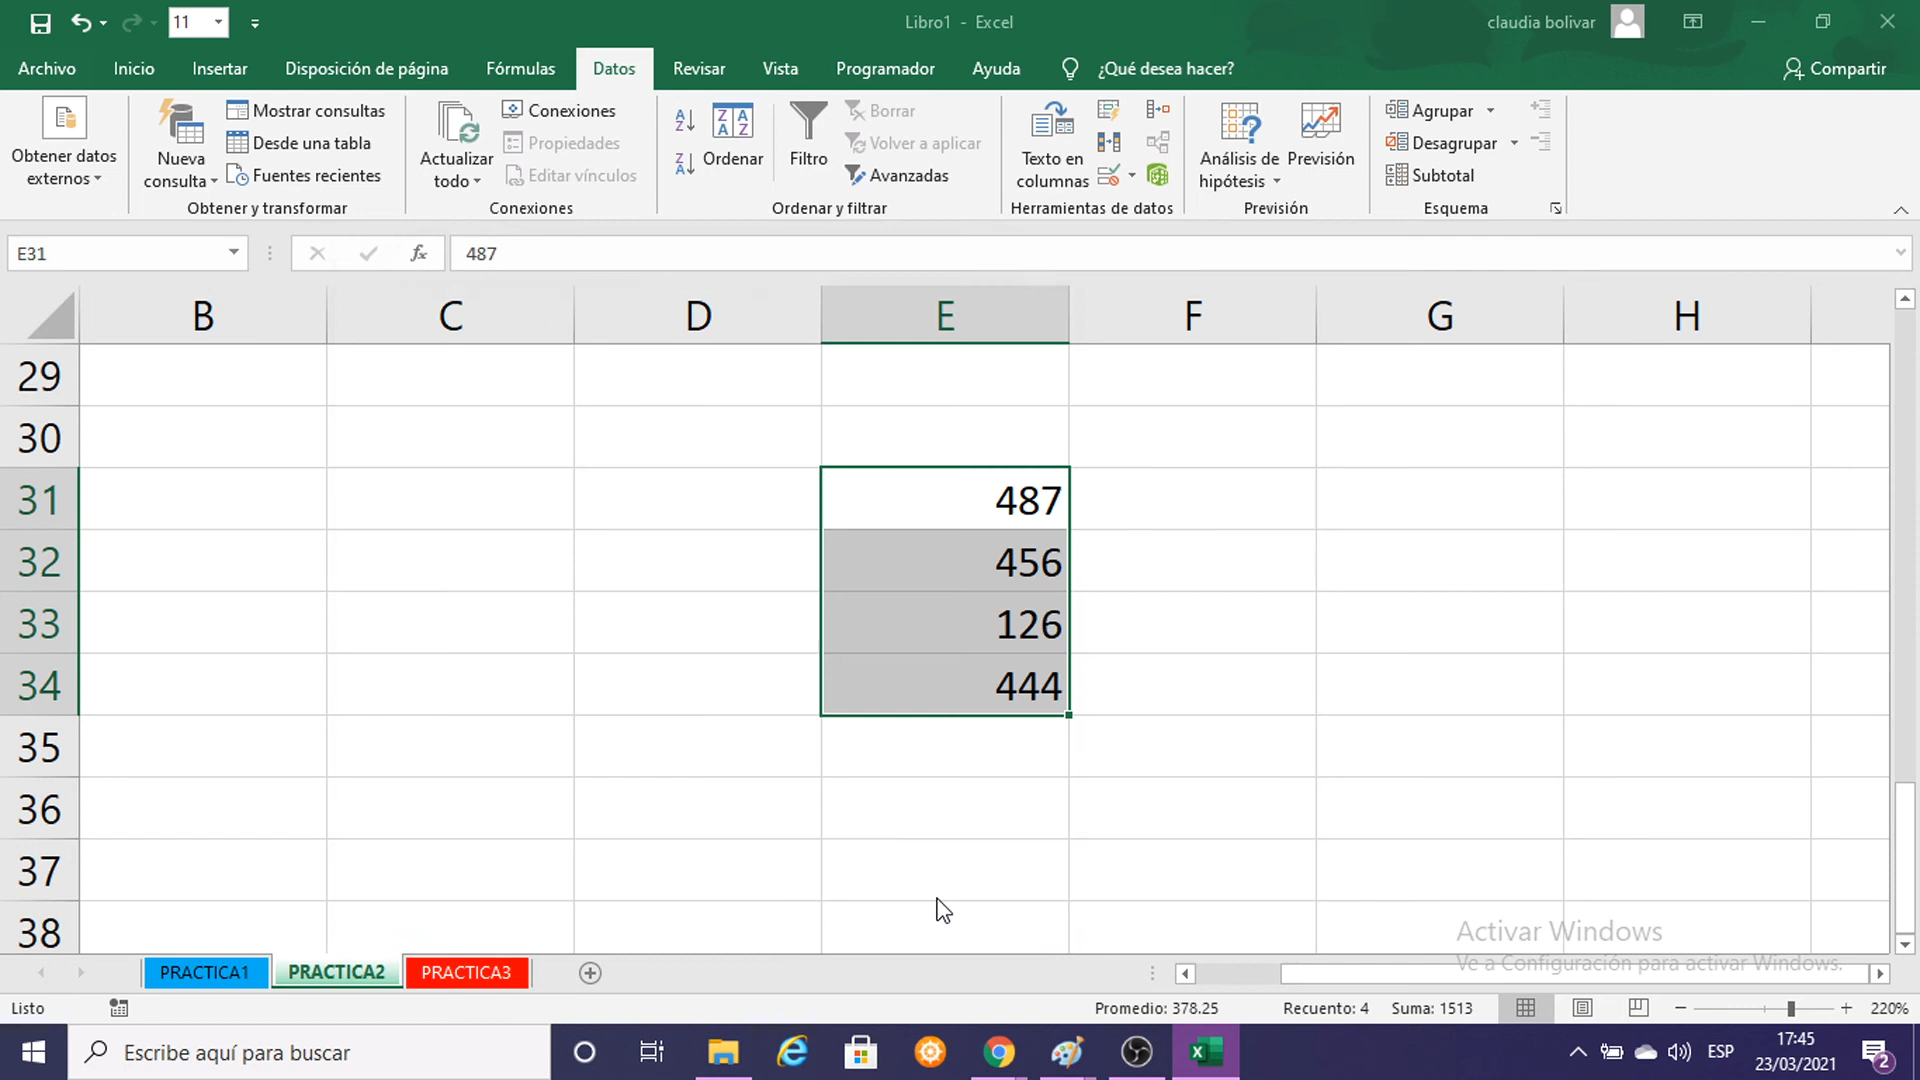 11
Libro1 - Excel
claudia bolivar
Archivo
Inicio
Insertar
Disposición de página
Fórmulas
Datos
Revisar
Vista
Programador
Ayuda
¿Qué desea hacer?
Compartir
Obtener datos
externos
Nueva
consulta
Mostrar consultas
Desde una tabla
Fuentes recientes
Obtener y transformar
Actualizar
todo
Conexiones
Propiedades
Editar vínculos
Conexiones
Ordenar
Filtro
Borrar
Volver a aplicar
Avanzadas
Ordenar y filtrar
Texto en
columnas
Herramientas de datos
Análisis de
hipótesis
Previsión
Previsión
Agrupar
Desagrupar
Subtotal
Esquema
E31
fx
487
B C D E F G H
29
30
31 487
32 456
33 126
34 444
35
36
37
38
Activar Windows
Ve a Configuración para activar Windows.
PRACTICA1
PRACTICA2
PRACTICA3
Listo
Promedio: 378.25
Recuento: 4
Suma: 1513
220%
Escribe aquí para buscar
ESP
17:45
23/03/2021
2